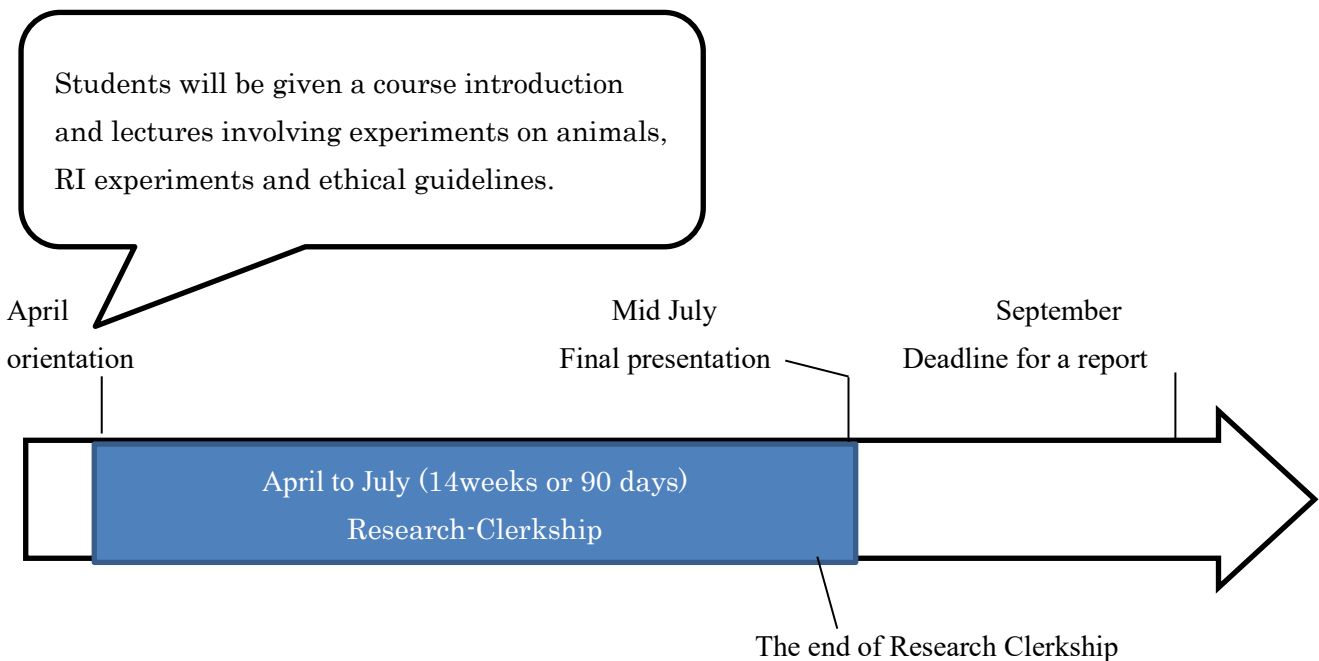 Students will be given a course introduction
and lectures involving experiments on animals,
RI experiments and ethical guidelines.
April
orientation
Mid July
Final presentation
September
Deadline for a report
April to July (14weeks or 90 days)
Research-Clerkship
The end of Research Clerkship